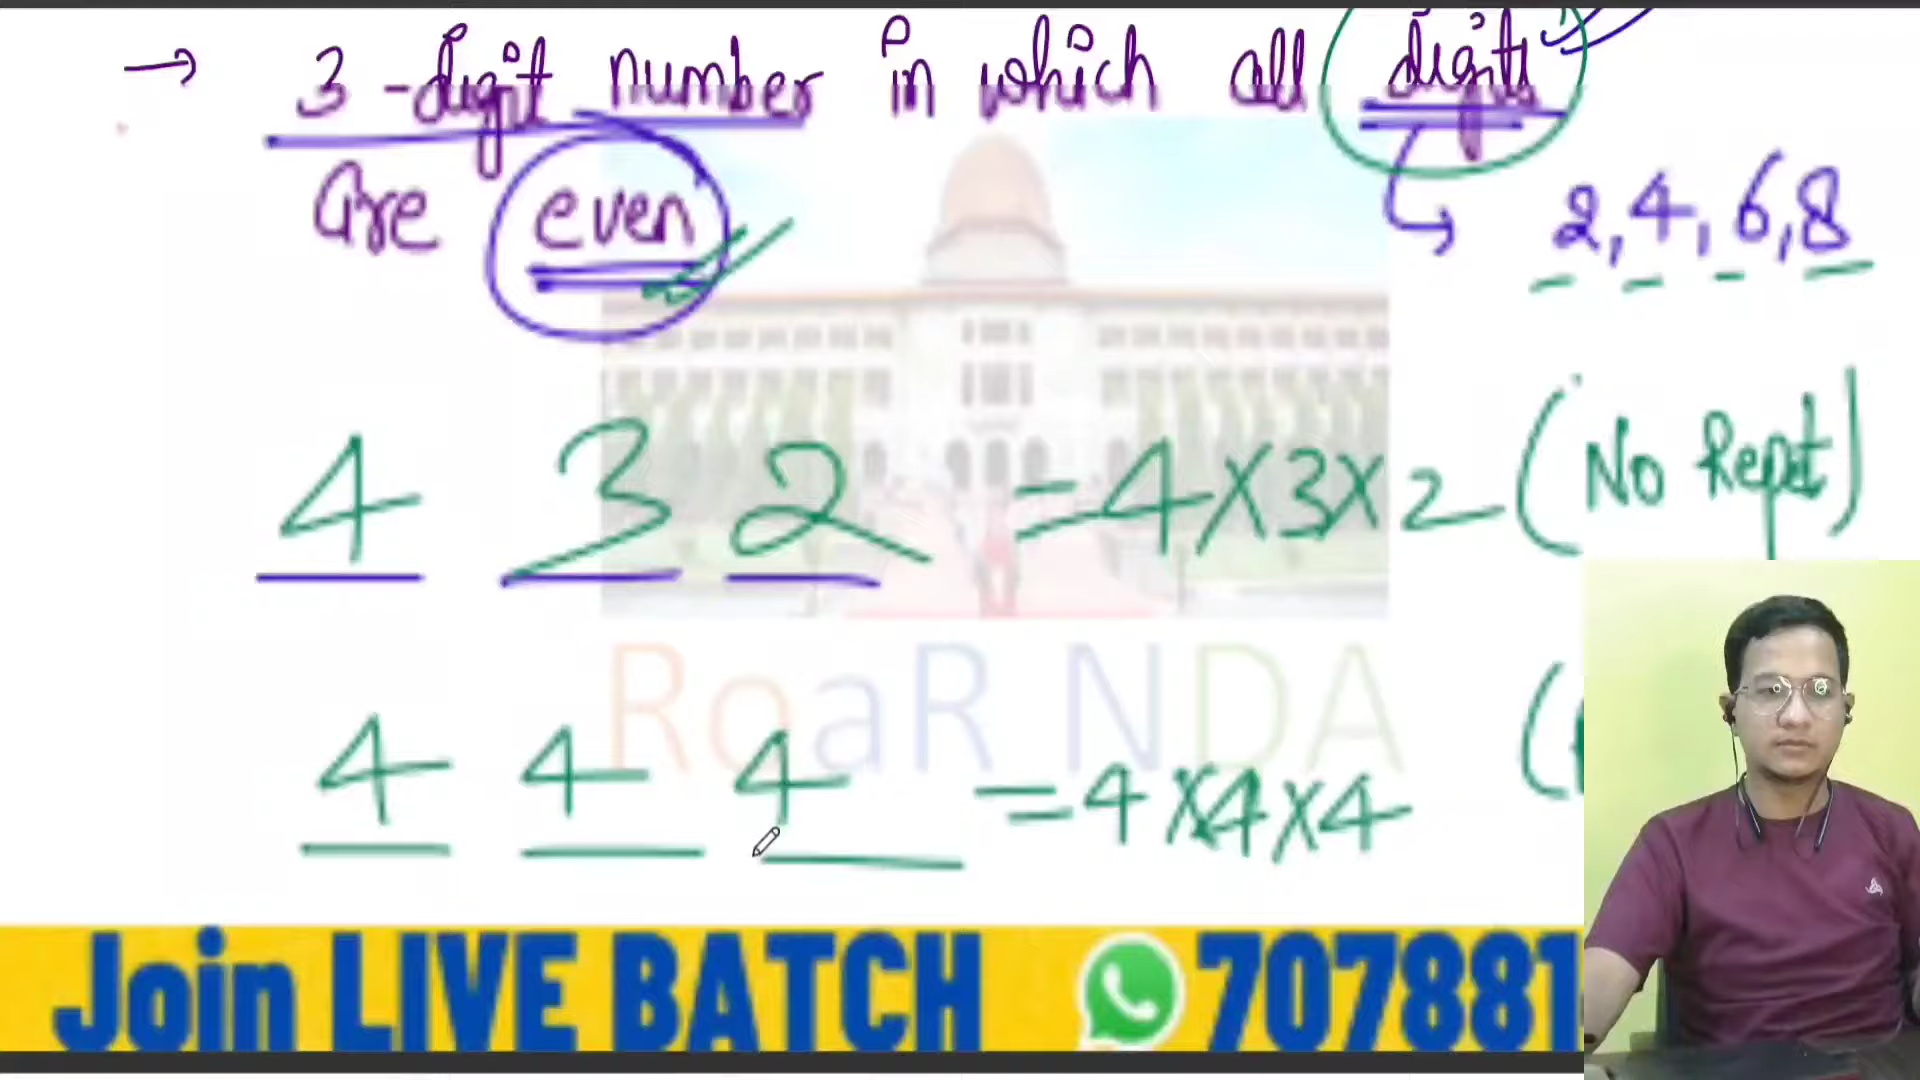 → 3-digit number in which all digits
are even
2, 4, 6, 8
4 3 2 = 4 X 3 X 2 (No Repet)
RoaR NDA
4 4 4 = 4 X 4 X 4 (
Join LIVE BATCH 707881